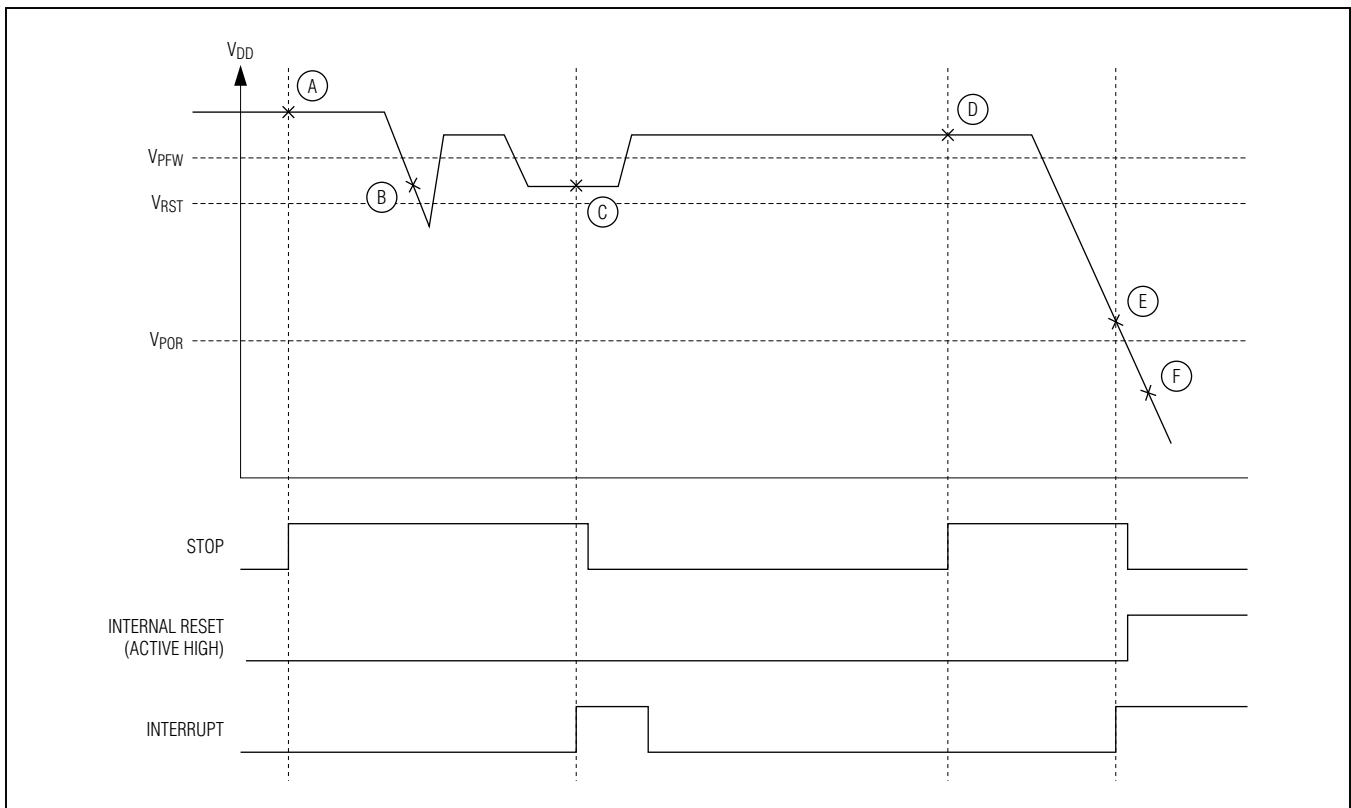 VDD
A
D
VPFW
B
VRST
C
E
VPOR
F
STOP
INTERNAL RESET
(ACTIVE HIGH)
INTERRUPT